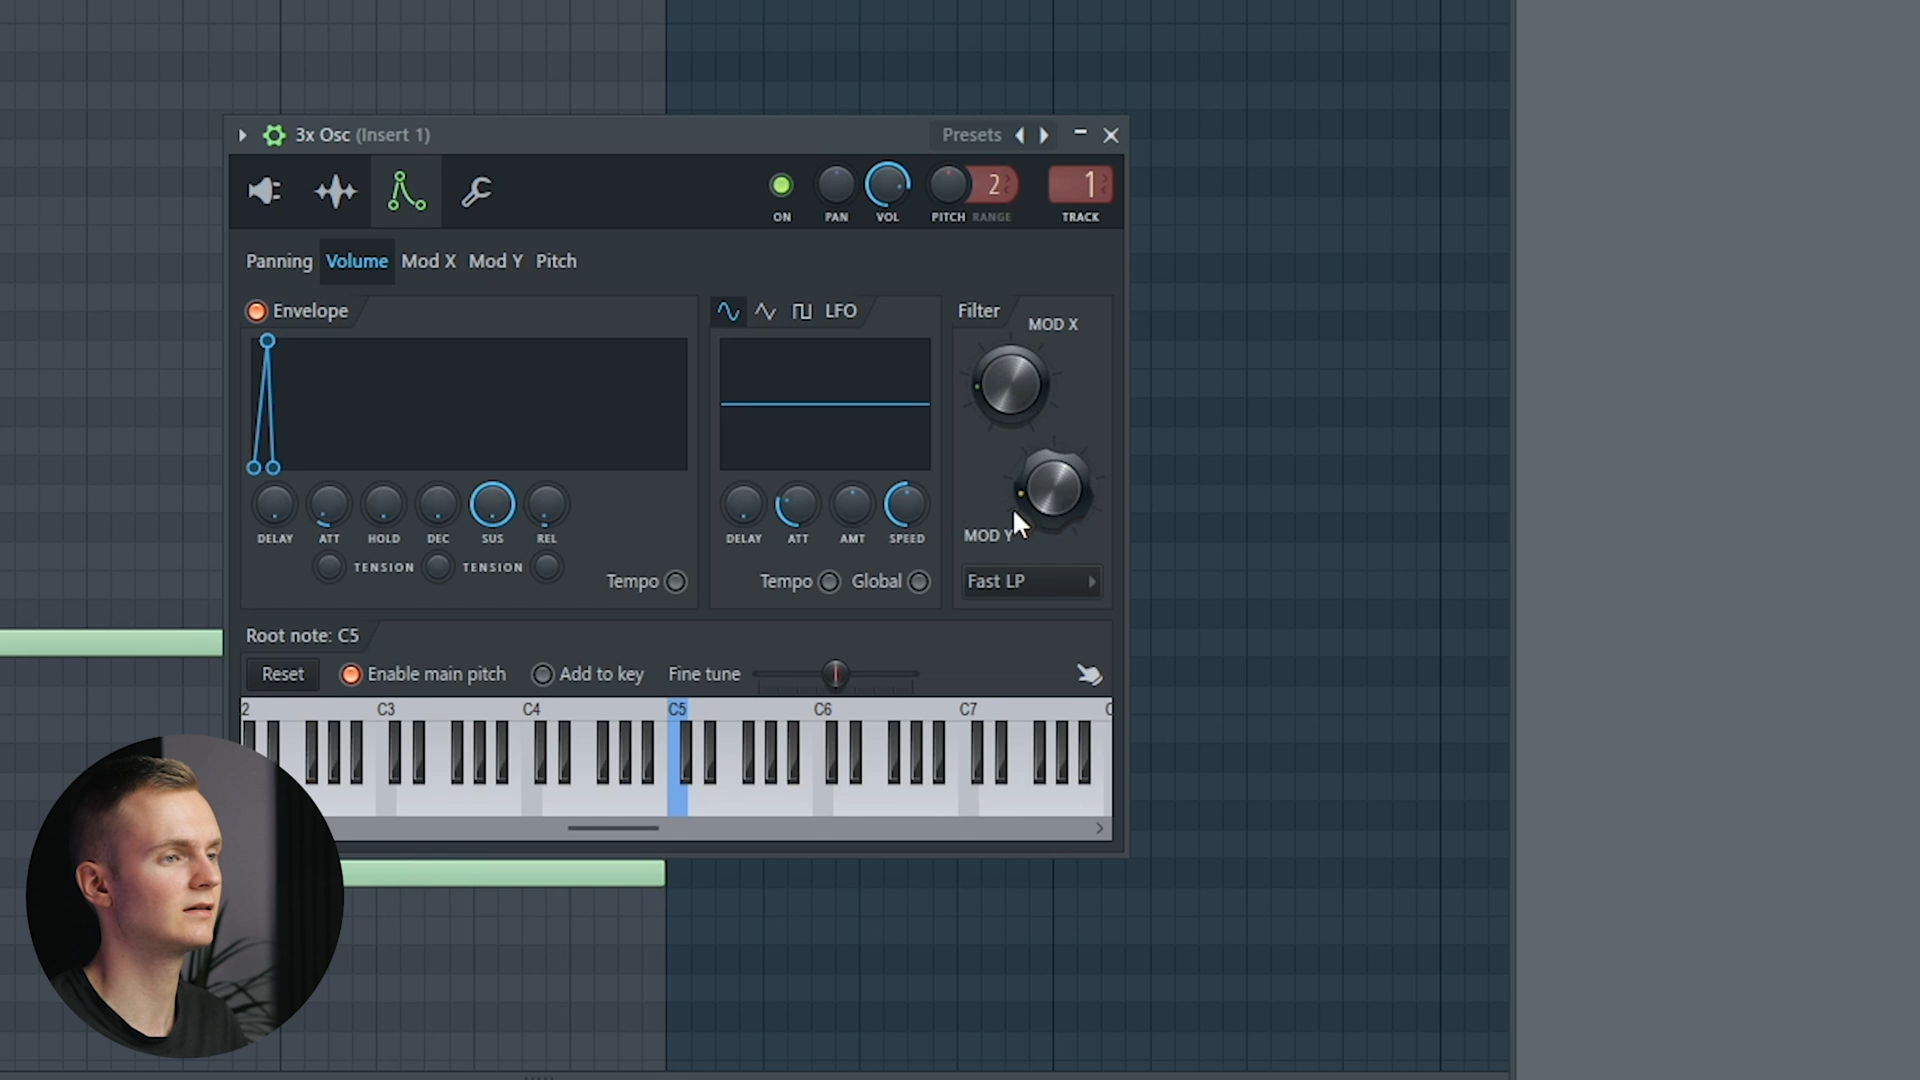 3x Osc (Insert 1)
Presets
2
1
ON
PAN
VOL
PITCH RANGE
TRACK
Panning
Volume
Mod X
Mod Y
Pitch
Envelope
LFO
Filter
MOD X
DELAY
ATT
HOLD
DEC
SUS
REL
DELAY
ATT
AMT
SPEED
MOD Y
TENSION
TENSION
Tempo
Tempo
Global
Fast LP
Root note: C5
Reset
Enable main pitch
Add to key
Fine tune
2
C3
C4
C5
C6
C7
C